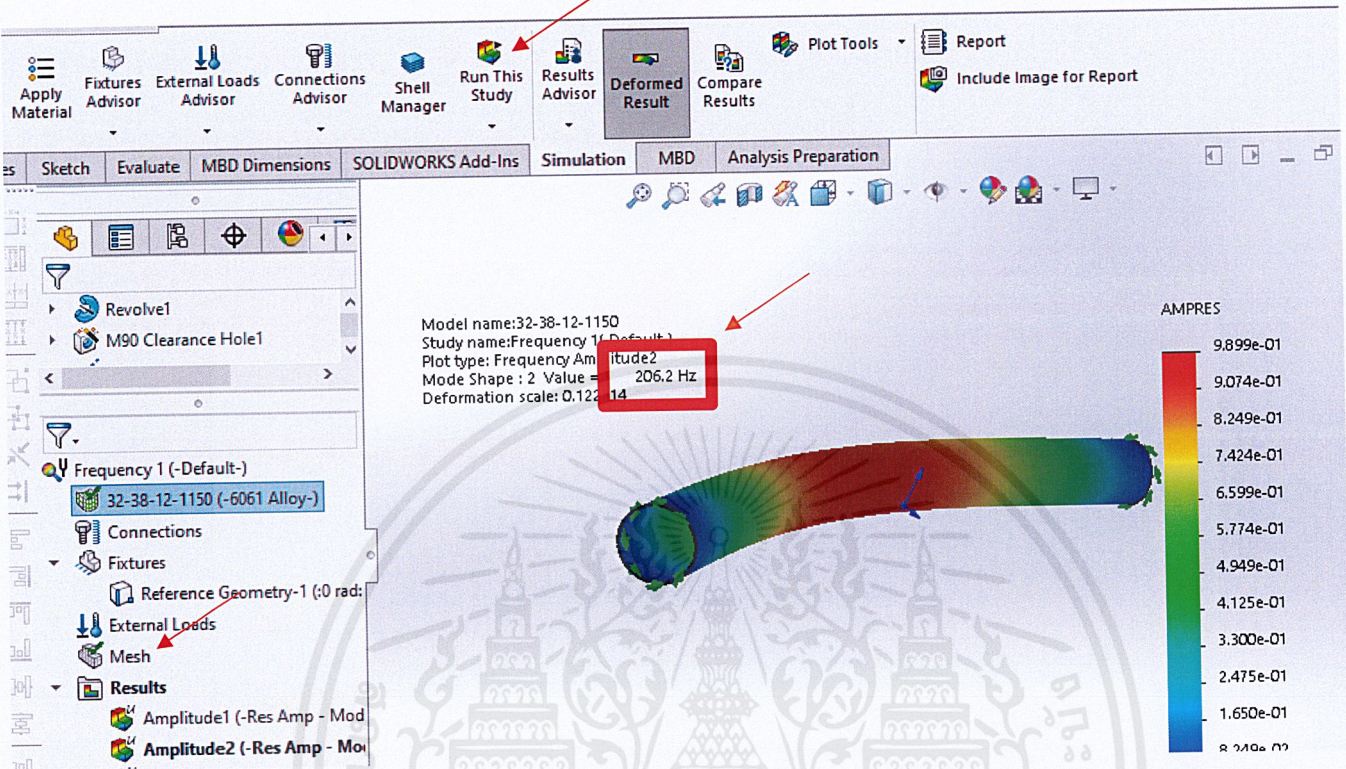 Apply
Material
Fixtures
Advisor
External Loads
Advisor
Connections
Advisor
Shell
Manager
Run This
Study
Results
Advisor
Deformed
Result
Compare
Results
Plot Tools
Report
Include Image for Report
es
Sketch
Evaluate
MBD Dimensions
SOLIDWORKS Add-Ins
Simulation
MBD
Analysis Preparation
Revolve1
M90 Clearance Hole1
Frequency 1 (-Default-)
32-38-12-1150 (-6061 Alloy-)
Connections
Fixtures
Reference Geometry-1 (:0 rad:
External Loads
Mesh
Results
Amplitude1 (-Res Amp - Mod
Amplitude2 (-Res Amp - Mo
Model name:32-38-12-1150
Study name:Frequency 1(-Default-)
Plot type: Frequency Amplitude2
Mode Shape : 2 Value = 206.2 Hz
Deformation scale: 0.122 14
AMPRES
9.899e-01
9.074e-01
8.249e-01
7.424e-01
6.599e-01
5.774e-01
4.949e-01
4.125e-01
3.300e-01
2.475e-01
1.650e-01
8.249e-02